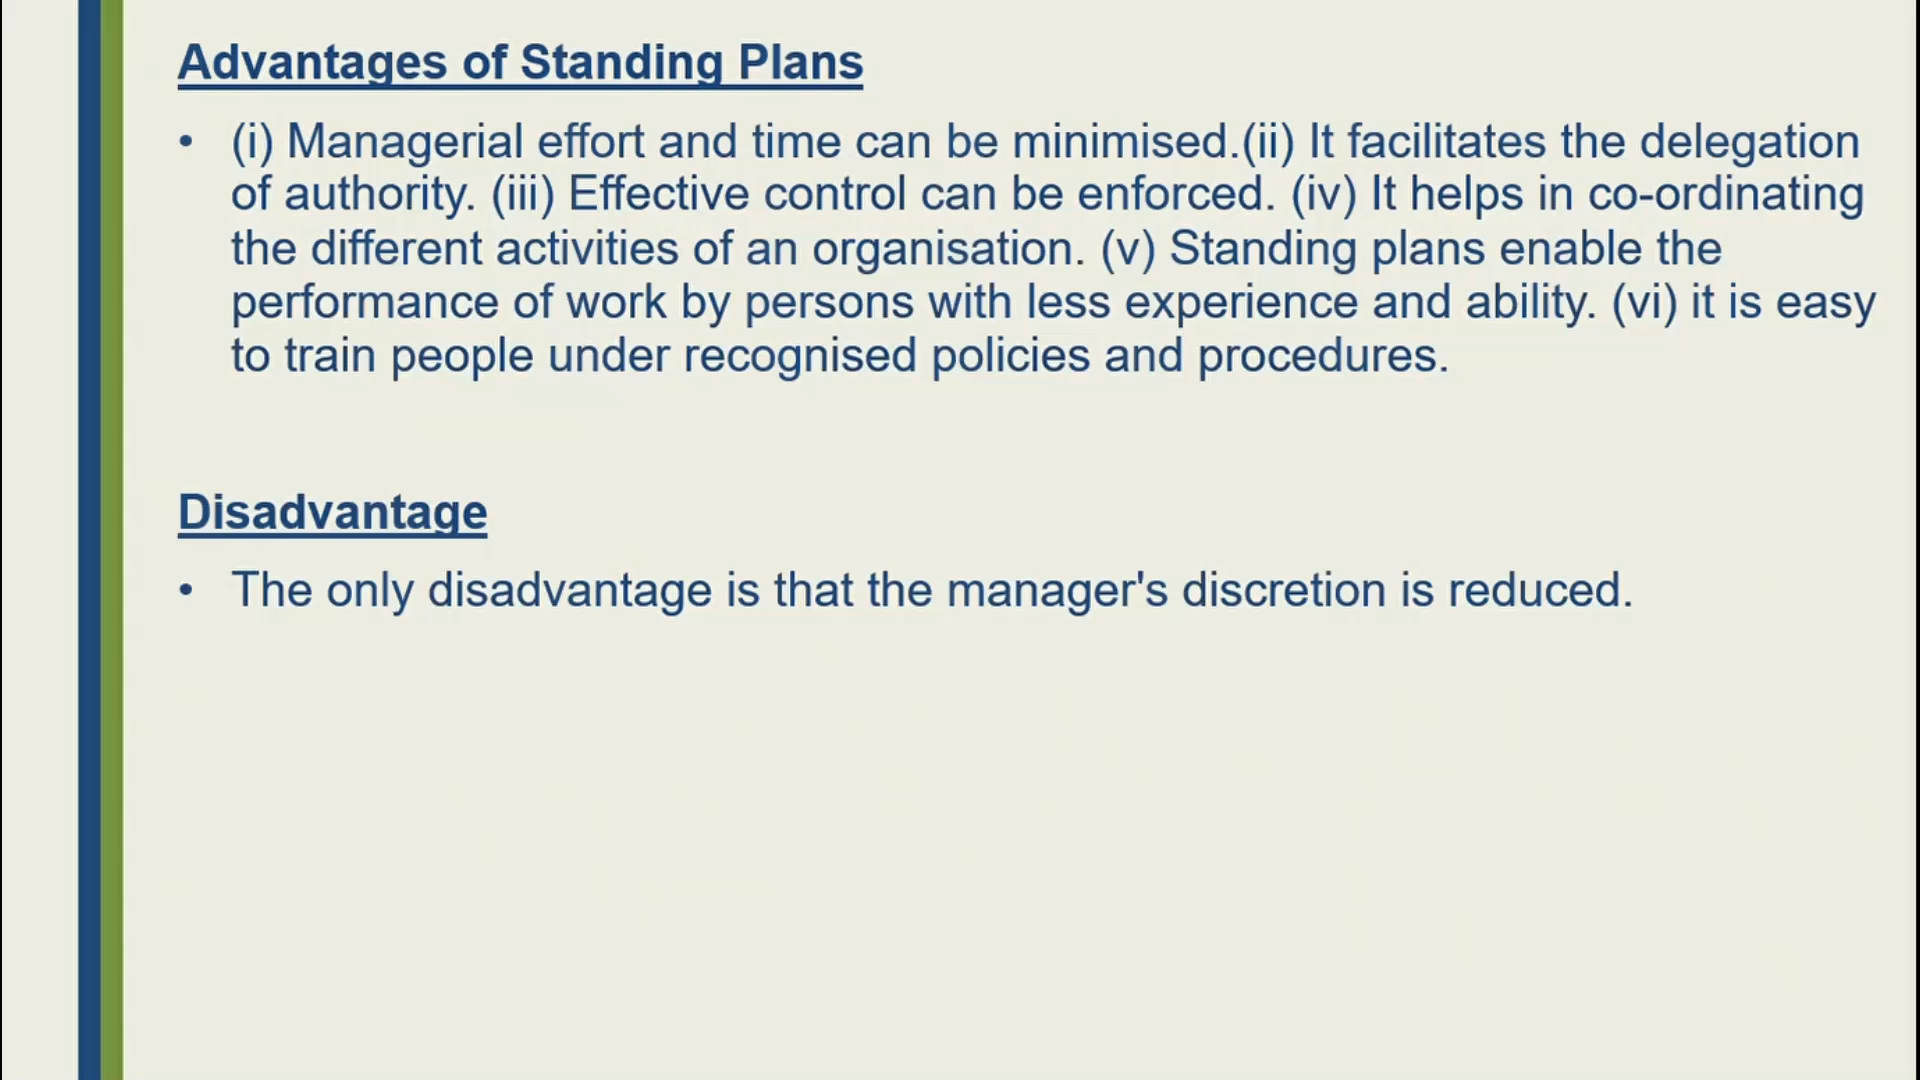 Advantages of Standing Plans
• (i) Managerial effort and time can be minimised.(ii) It facilitates the delegation
of authority. (iii) Effective control can be enforced. (iv) It helps in co-ordinating
the different activities of an organisation. (v) Standing plans enable the
performance of work by persons with less experience and ability. (vi) it is easy
to train people under recognised policies and procedures.
Disadvantage
• The only disadvantage is that the manager's discretion is reduced.